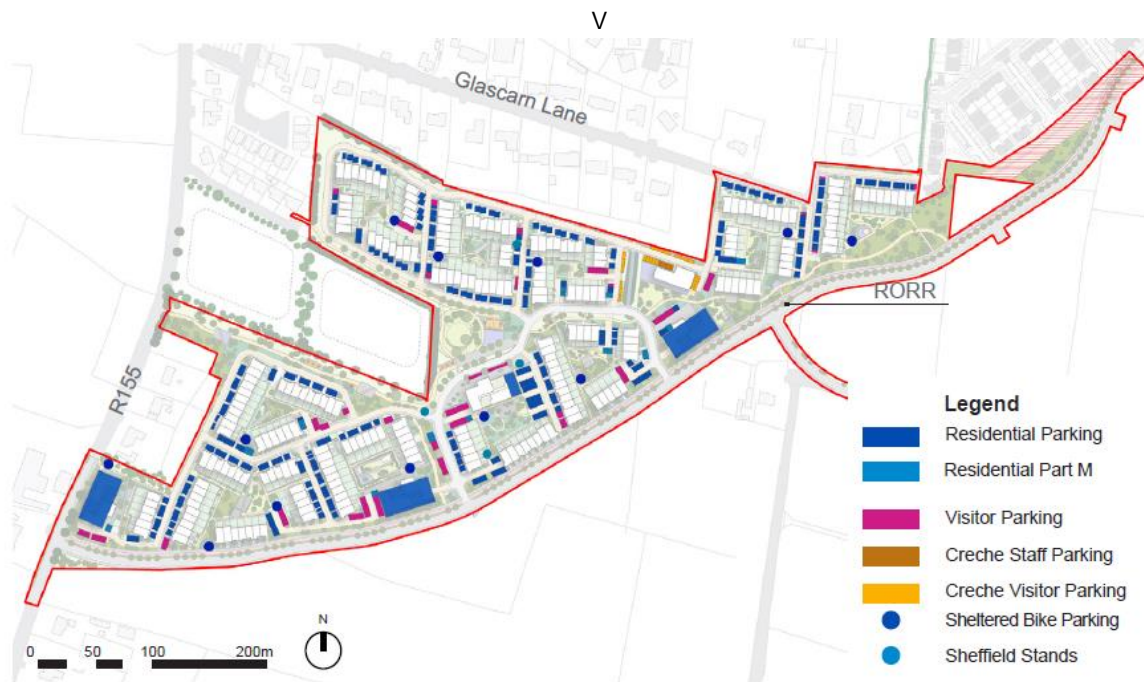 V
Glascarn Lane
RORR
R155
Legend
Residential Parking
Residential Part M
Visitor Parking
Creche Staff Parking
Creche Visitor Parking
Sheltered Bike Parking
Sheffield Stands
N
0 50 100 200m